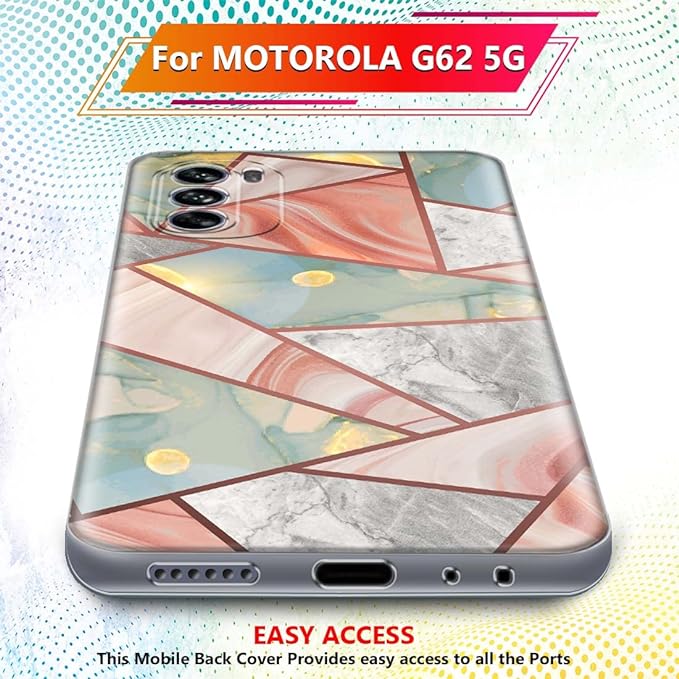 For MOTOROLA G62 5G
EASY ACCESS
This Mobile Back Cover Provides easy access to all the Ports